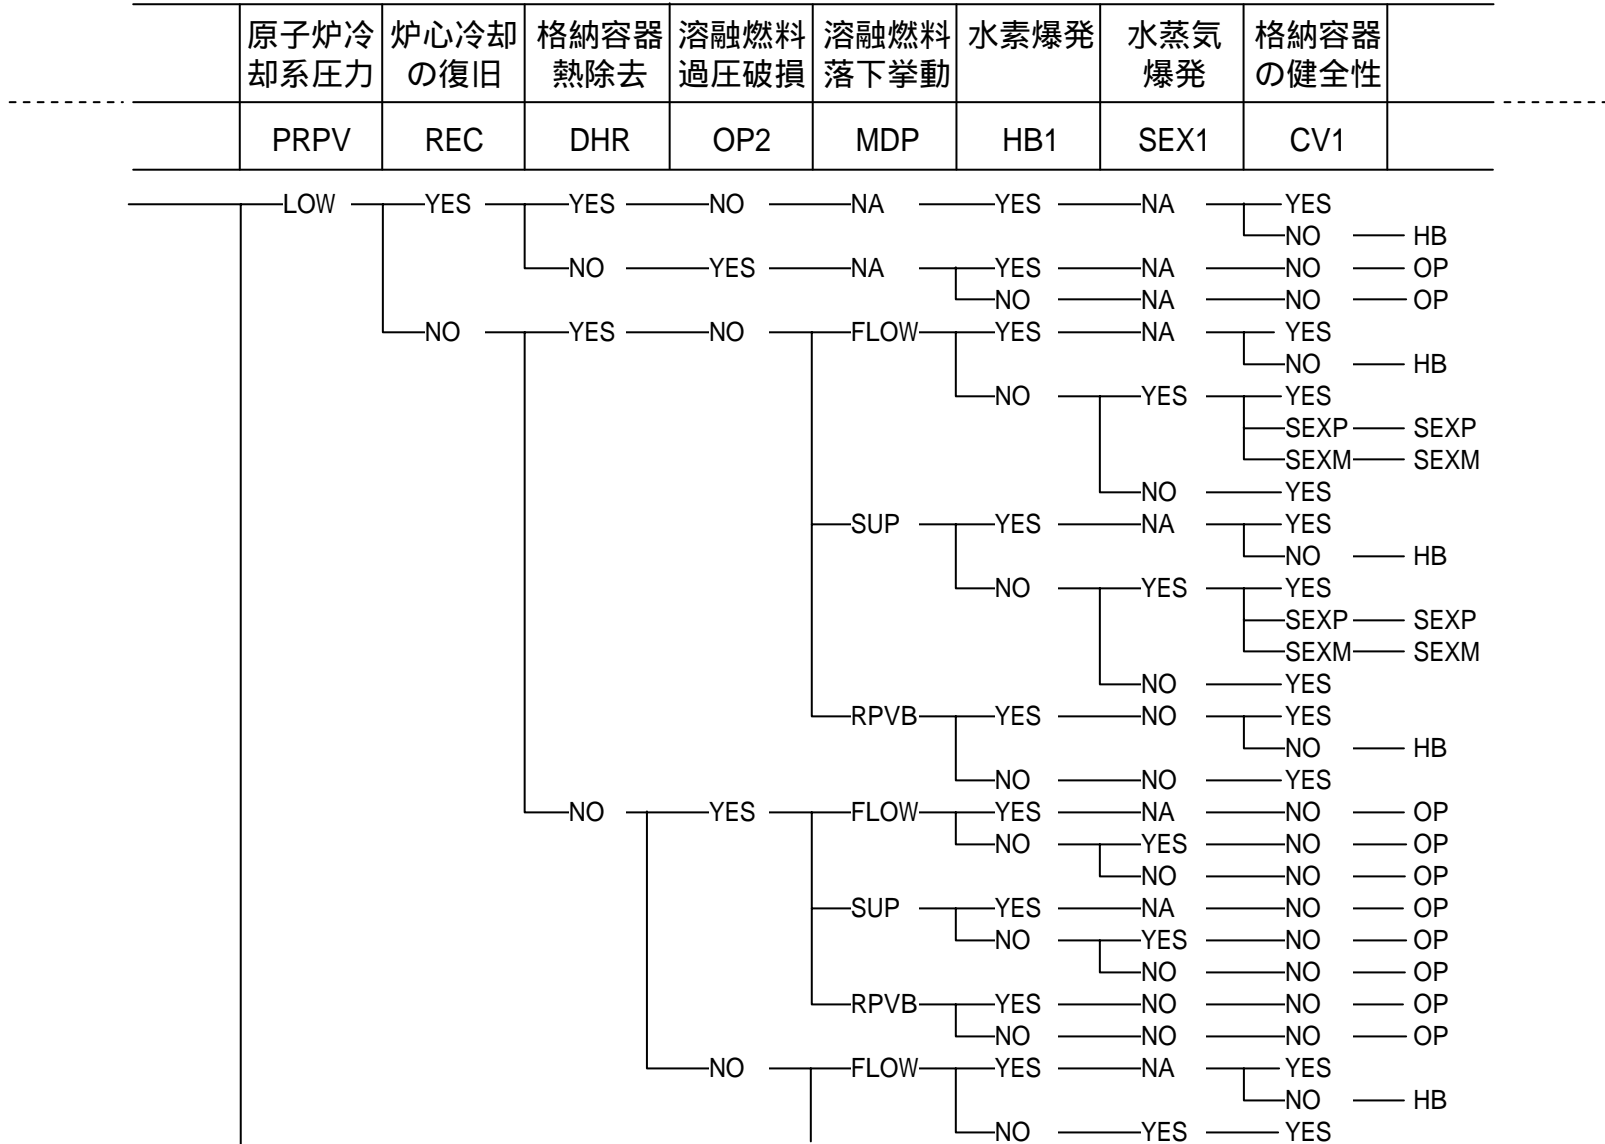 原子炉冷 炉心冷却 格納容器 溶融燃料 溶融燃料 水素爆発 水蒸気 格納容器
却系圧力 の復旧 熱除去 過圧破損 落下挙動 爆発 の健全性
PRPV REC DHR OP2 MDP HB1 SEX1 CV1
LOW YES YES NO NA YES NA YES
NO HB
NO YES NA YES NA NO OP
NO NA NO OP
NO YES NO FLOW YES NA YES
NO HB
NO YES YES
SEXP SEXP
SEXM SEXM
NO YES
SUP YES NA YES
NO HB
NO YES YES
SEXP SEXP
SEXM SEXM
NO YES
RPVB YES NO YES
NO HB
NO NO YES
NO YES FLOW YES NA NO OP
NO YES NO OP
NO NO OP
SUP YES NA NO OP
NO YES NO OP
NO NO OP
RPVB YES NO NO OP
NO NO NO OP
NO FLOW YES NA YES
NO HB
NO YES YES